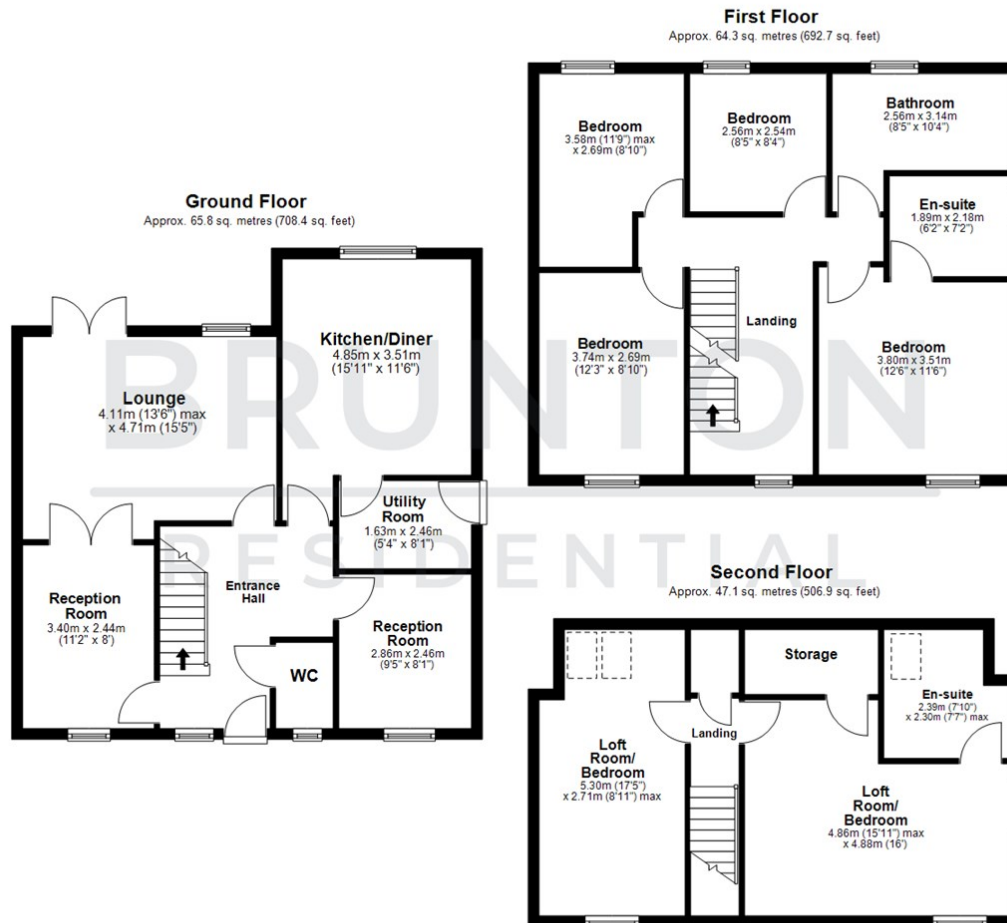 First Floor
Approx. 64.3 sq. metres (692.7 sq. feet)
Bedroom
3.58m (11'9") max
x 2.69m (8'10")
Bedroom
2.56m x 2.54m
(8'5" x 8'4")
Bathroom
2.56m x 3.14m
(8'5" x 10'4")
En-suite
1.89m x 2.18m
(6'2" x 7'2")
Landing
Bedroom
3.74m x 2.69m
(12'3" x 8'10")
Bedroom
3.80m x 3.51m
(12'6" x 11'6")
Ground Floor
Approx. 65.8 sq. metres (708.4 sq. feet)
Kitchen/Diner
4.85m x 3.51m
(15'11" x 11'6")
Lounge
4.11m (13'6") max
x 4.71m (15'5")
Utility
Room
1.63m x 2.46m
(5'4" x 8'1")
Entrance
Hall
Reception
Room
3.40m x 2.44m
(11'2" x 8')
Reception
Room
2.86m x 2.46m
(9'5" x 8'1")
WC
BRUNTON
RESIDENTIAL
Second Floor
Approx. 47.1 sq. metres (506.9 sq. feet)
Storage
En-suite
2.39m (7'10")
x 2.30m (7'7") max
Landing
Loft
Room/
Bedroom
5.30m (17'5")
x 2.71m (8'11") max
Loft
Room/
Bedroom
4.86m (15'11") max
x 4.88m (16')